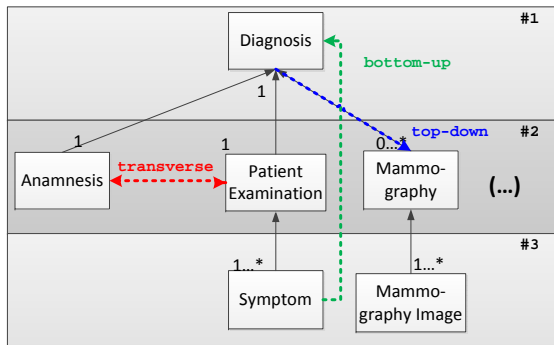 #1
Diagnosis
bottom-up
1
1
1
0...*
top-down
#2
Anamnesis
transverse
Patient
Examination
Mammo-
graphy
(...)
#3
1...*
1...*
Symptom
Mammo-
graphy Image